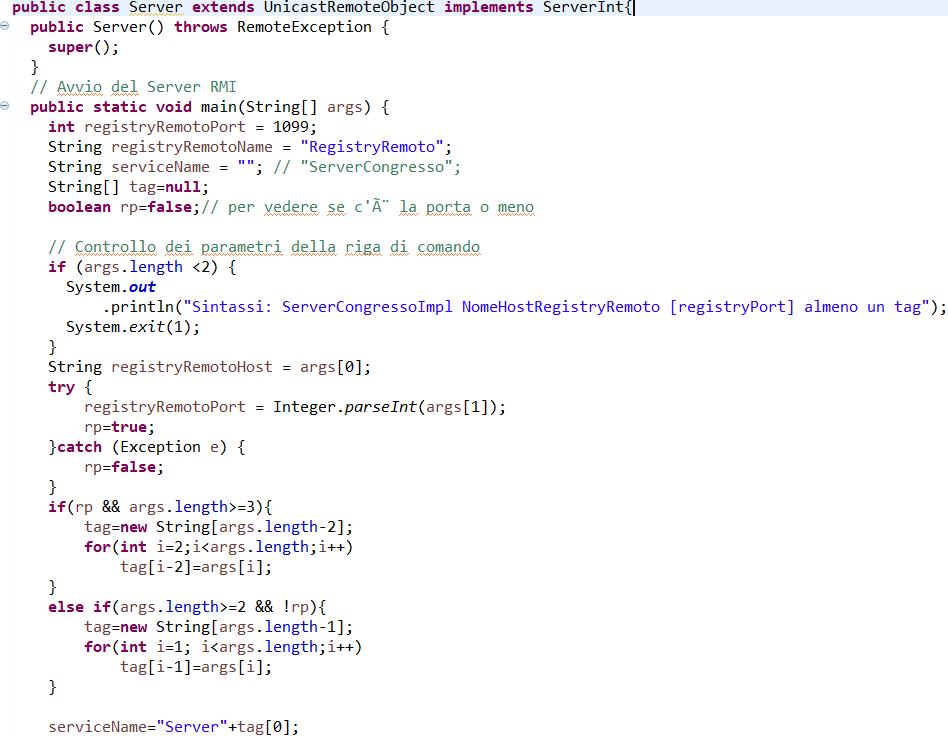 public class Server extends UnicastRemoteObject implements ServerInt{
public Server() throws RemoteException {
super();
}
// Avvio del Server RMI
public static void main(String[] args) {
int registryRemotoPort = 1099;
String registryRemotoName = "RegistryRemoto";
String serviceName = ""; // "ServerCongresso";
String[] tag=null;
boolean rp=false;// per vedere se c'Ã¨ la porta o meno
// Controllo dei parametri della riga di comando
if (args.length <2) {
System.out
.println("Sintassi: ServerCongressoImpl NomeHostRegistryRemoto [registryPort] almeno un tag");
System.exit(1);
}
String registryRemotoHost = args[0];
try {
registryRemotoPort = Integer.parseInt(args[1]);
rp=true;
}catch (Exception e) {
rp=false;
}
if(rp && args.length>=3){
tag=new String[args.length-2];
for(int i=2;i<args.length;i++)
tag[i-2]=args[i];
}
else if(args.length>=2 && !rp){
tag=new String[args.length-1];
for(int i=1; i<args.length;i++)
tag[i-1]=args[i];
}
serviceName="Server"+tag[0];